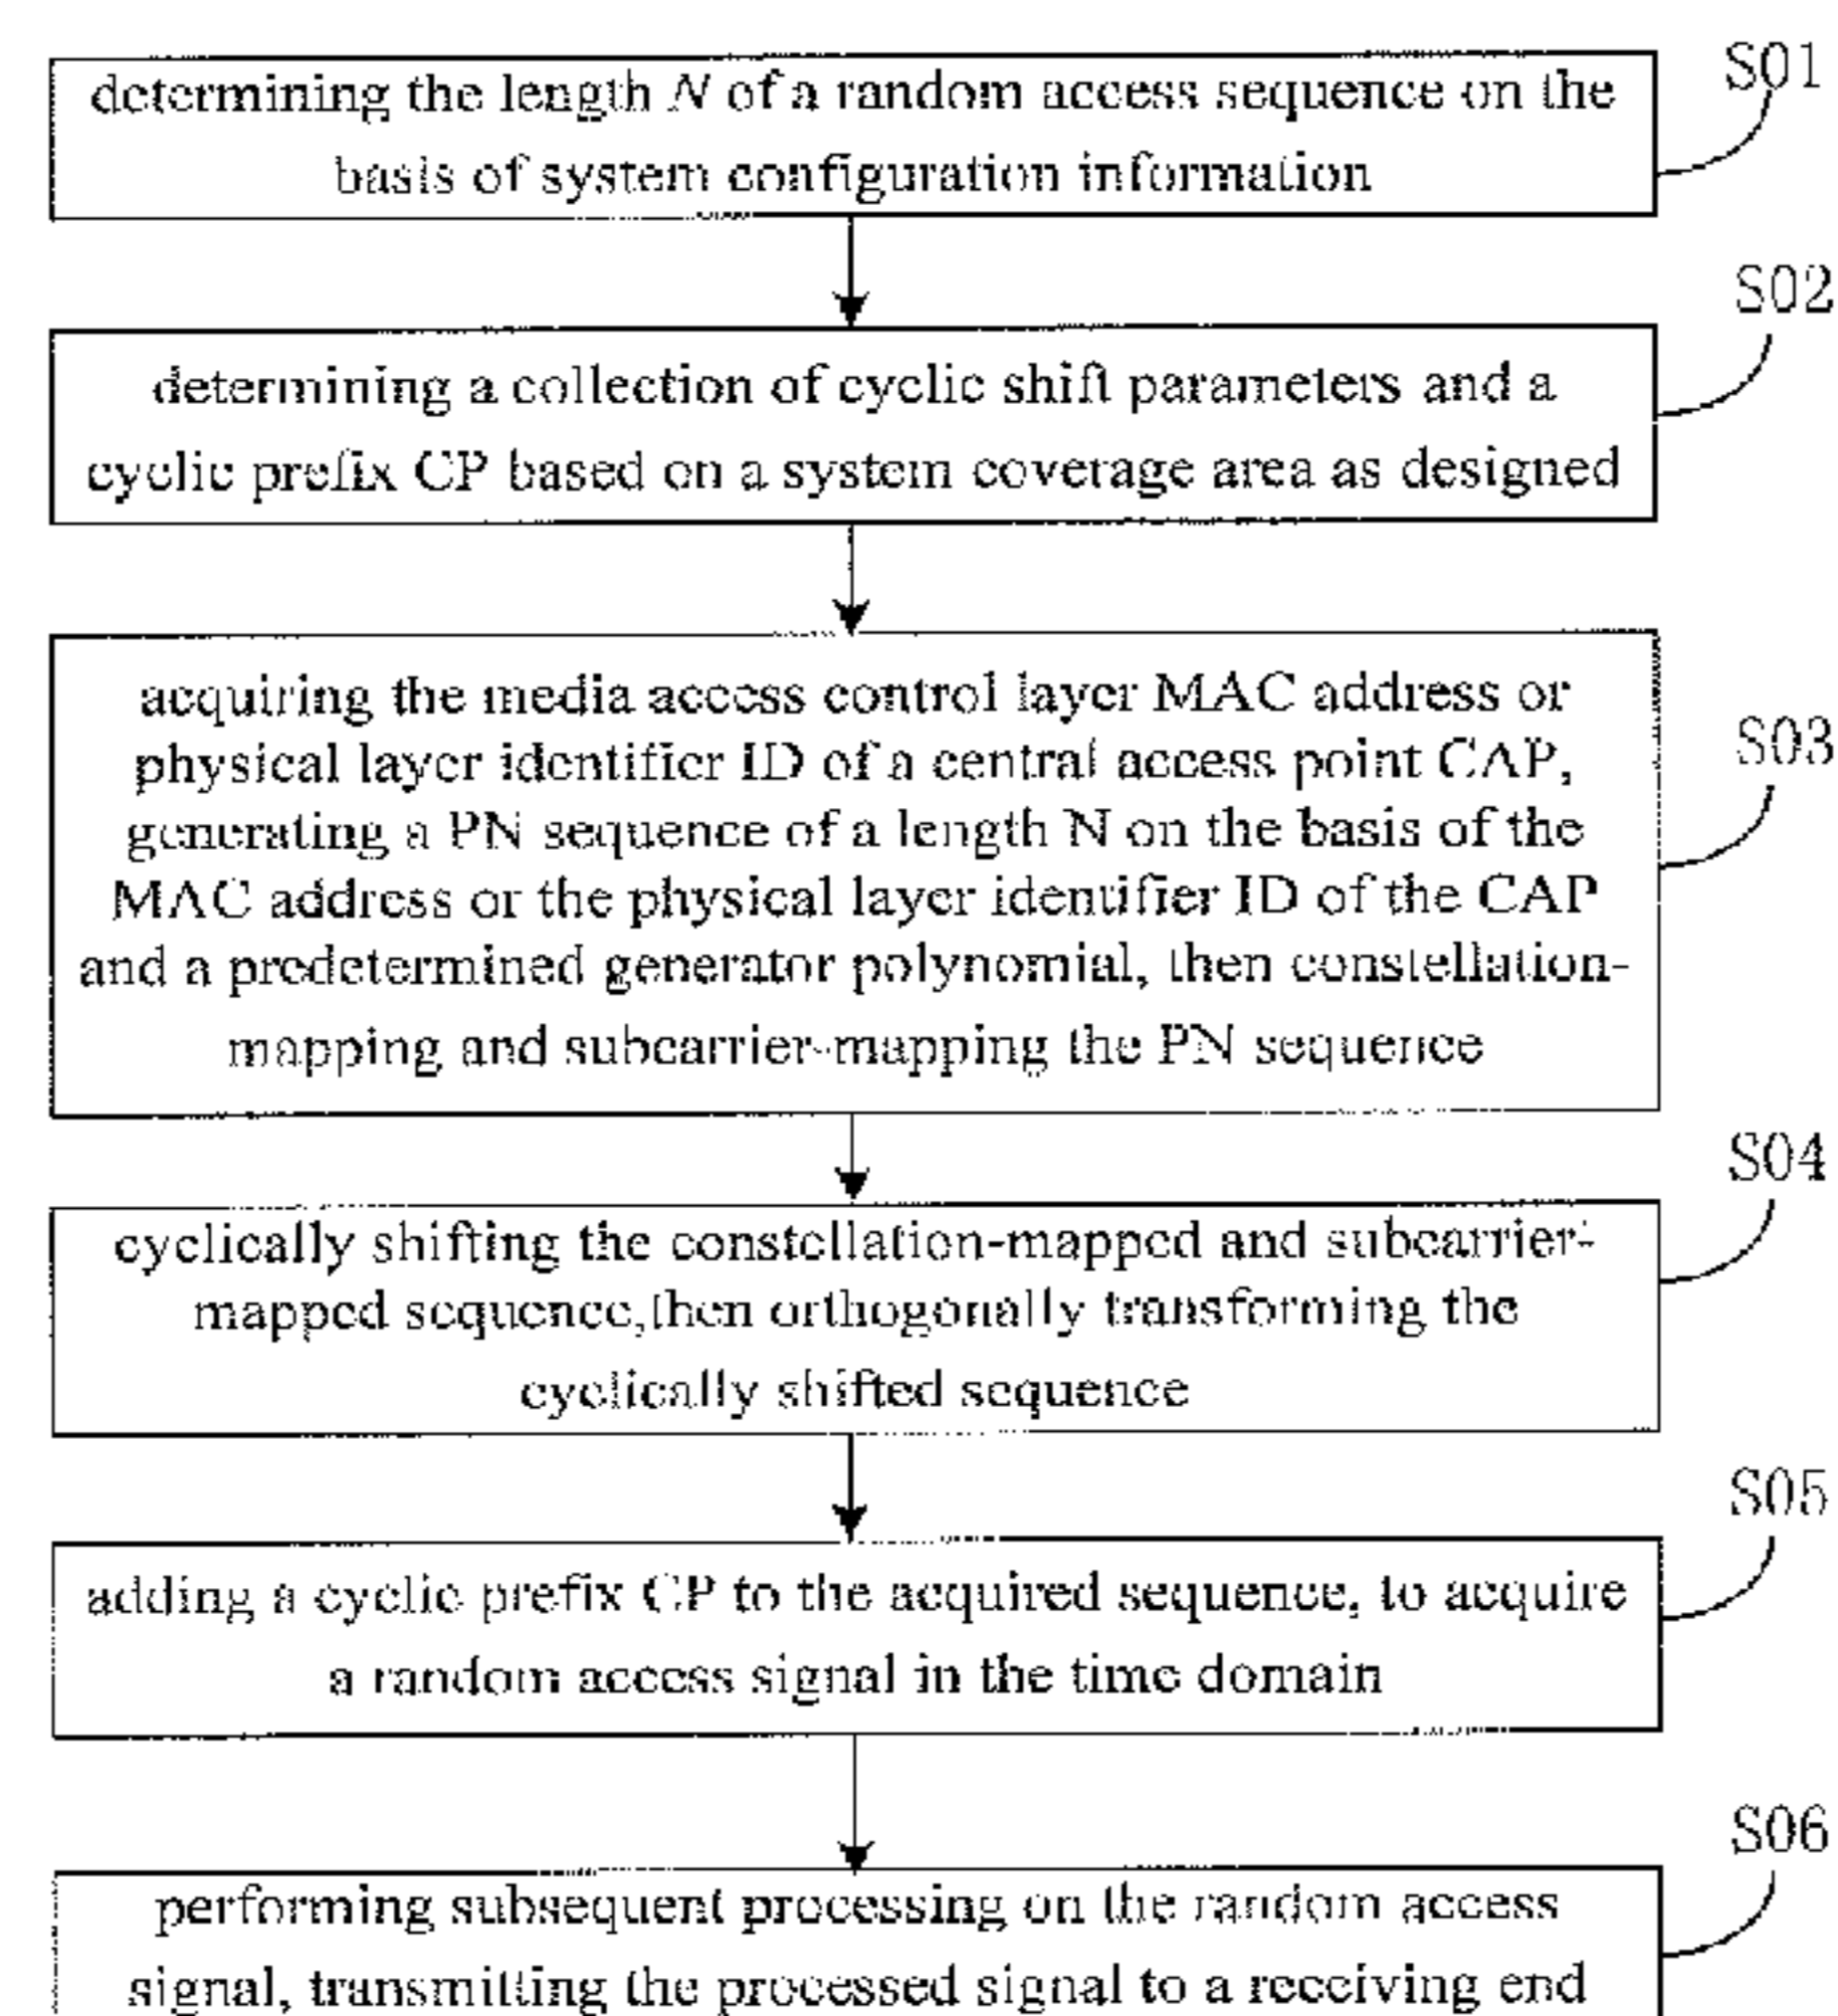 S01
determining the length N of a random access sequence on the
basis of system configuration information
S02
determining a collection of cyclic shift parameters and a
cyclic prefix CP based on a system coverage area as designed
S03
acquiring the media access control layer MAC address or
physical layer identifier ID of a central access point CAP,
generating a PN sequence of a length N on the basis of the
MAC address or the physical layer identifier ID of the CAP
and a predetermined generator polynomial, then constellation-
mapping and subcarrier-mapping the PN sequence
S04
cyclically shifting the constellation-mapped and subcarrier-
mapped sequence,then orthogonally transforming the
cyclically shifted sequence
S05
adding a cyclic prefix CP to the acquired sequence, to acquire
a random access signal in the time domain
S06
performing subsequent processing on the random access
signal, transmitting the processed signal to a receiving end